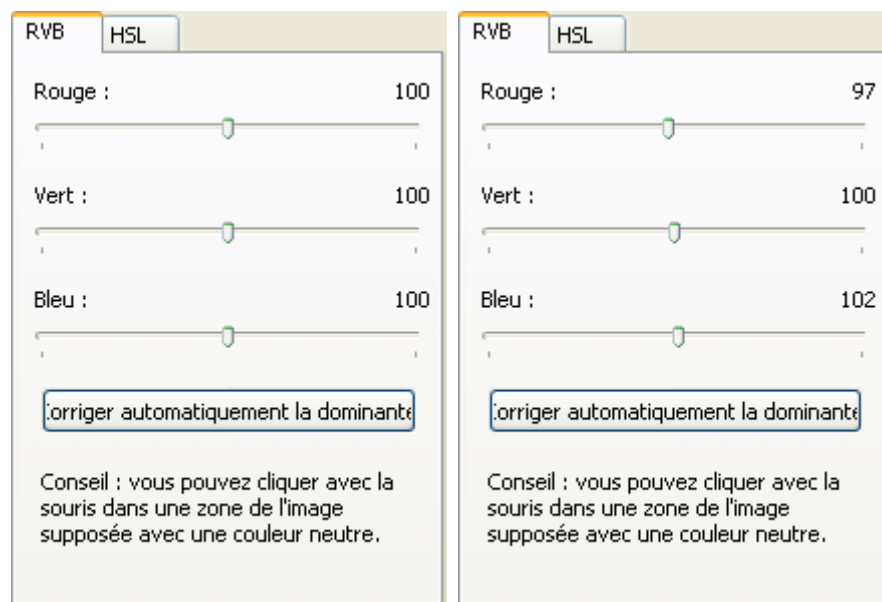 RVB HSL
Rouge : 100
Vert : 100
Bleu : 100
orriger automatiquement la dominante
Conseil : vous pouvez cliquer avec la
souris dans une zone de l'image
supposée avec une couleur neutre.
RVB HSL
Rouge : 97
Vert : 100
Bleu : 102
orriger automatiquement la dominante
Conseil : vous pouvez cliquer avec la
souris dans une zone de l'image
supposée avec une couleur neutre.